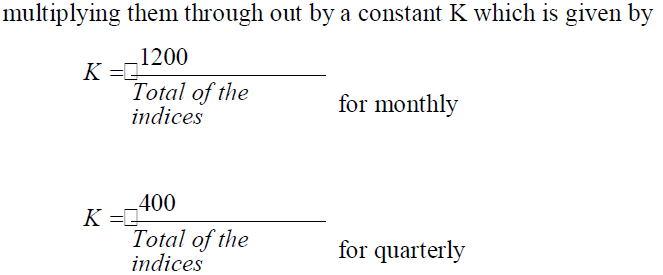 multiplying them through out by a constant K which is given by
K = 1200
Total of the
indices
for monthly
K = 400
Total of the
indices
for quarterly